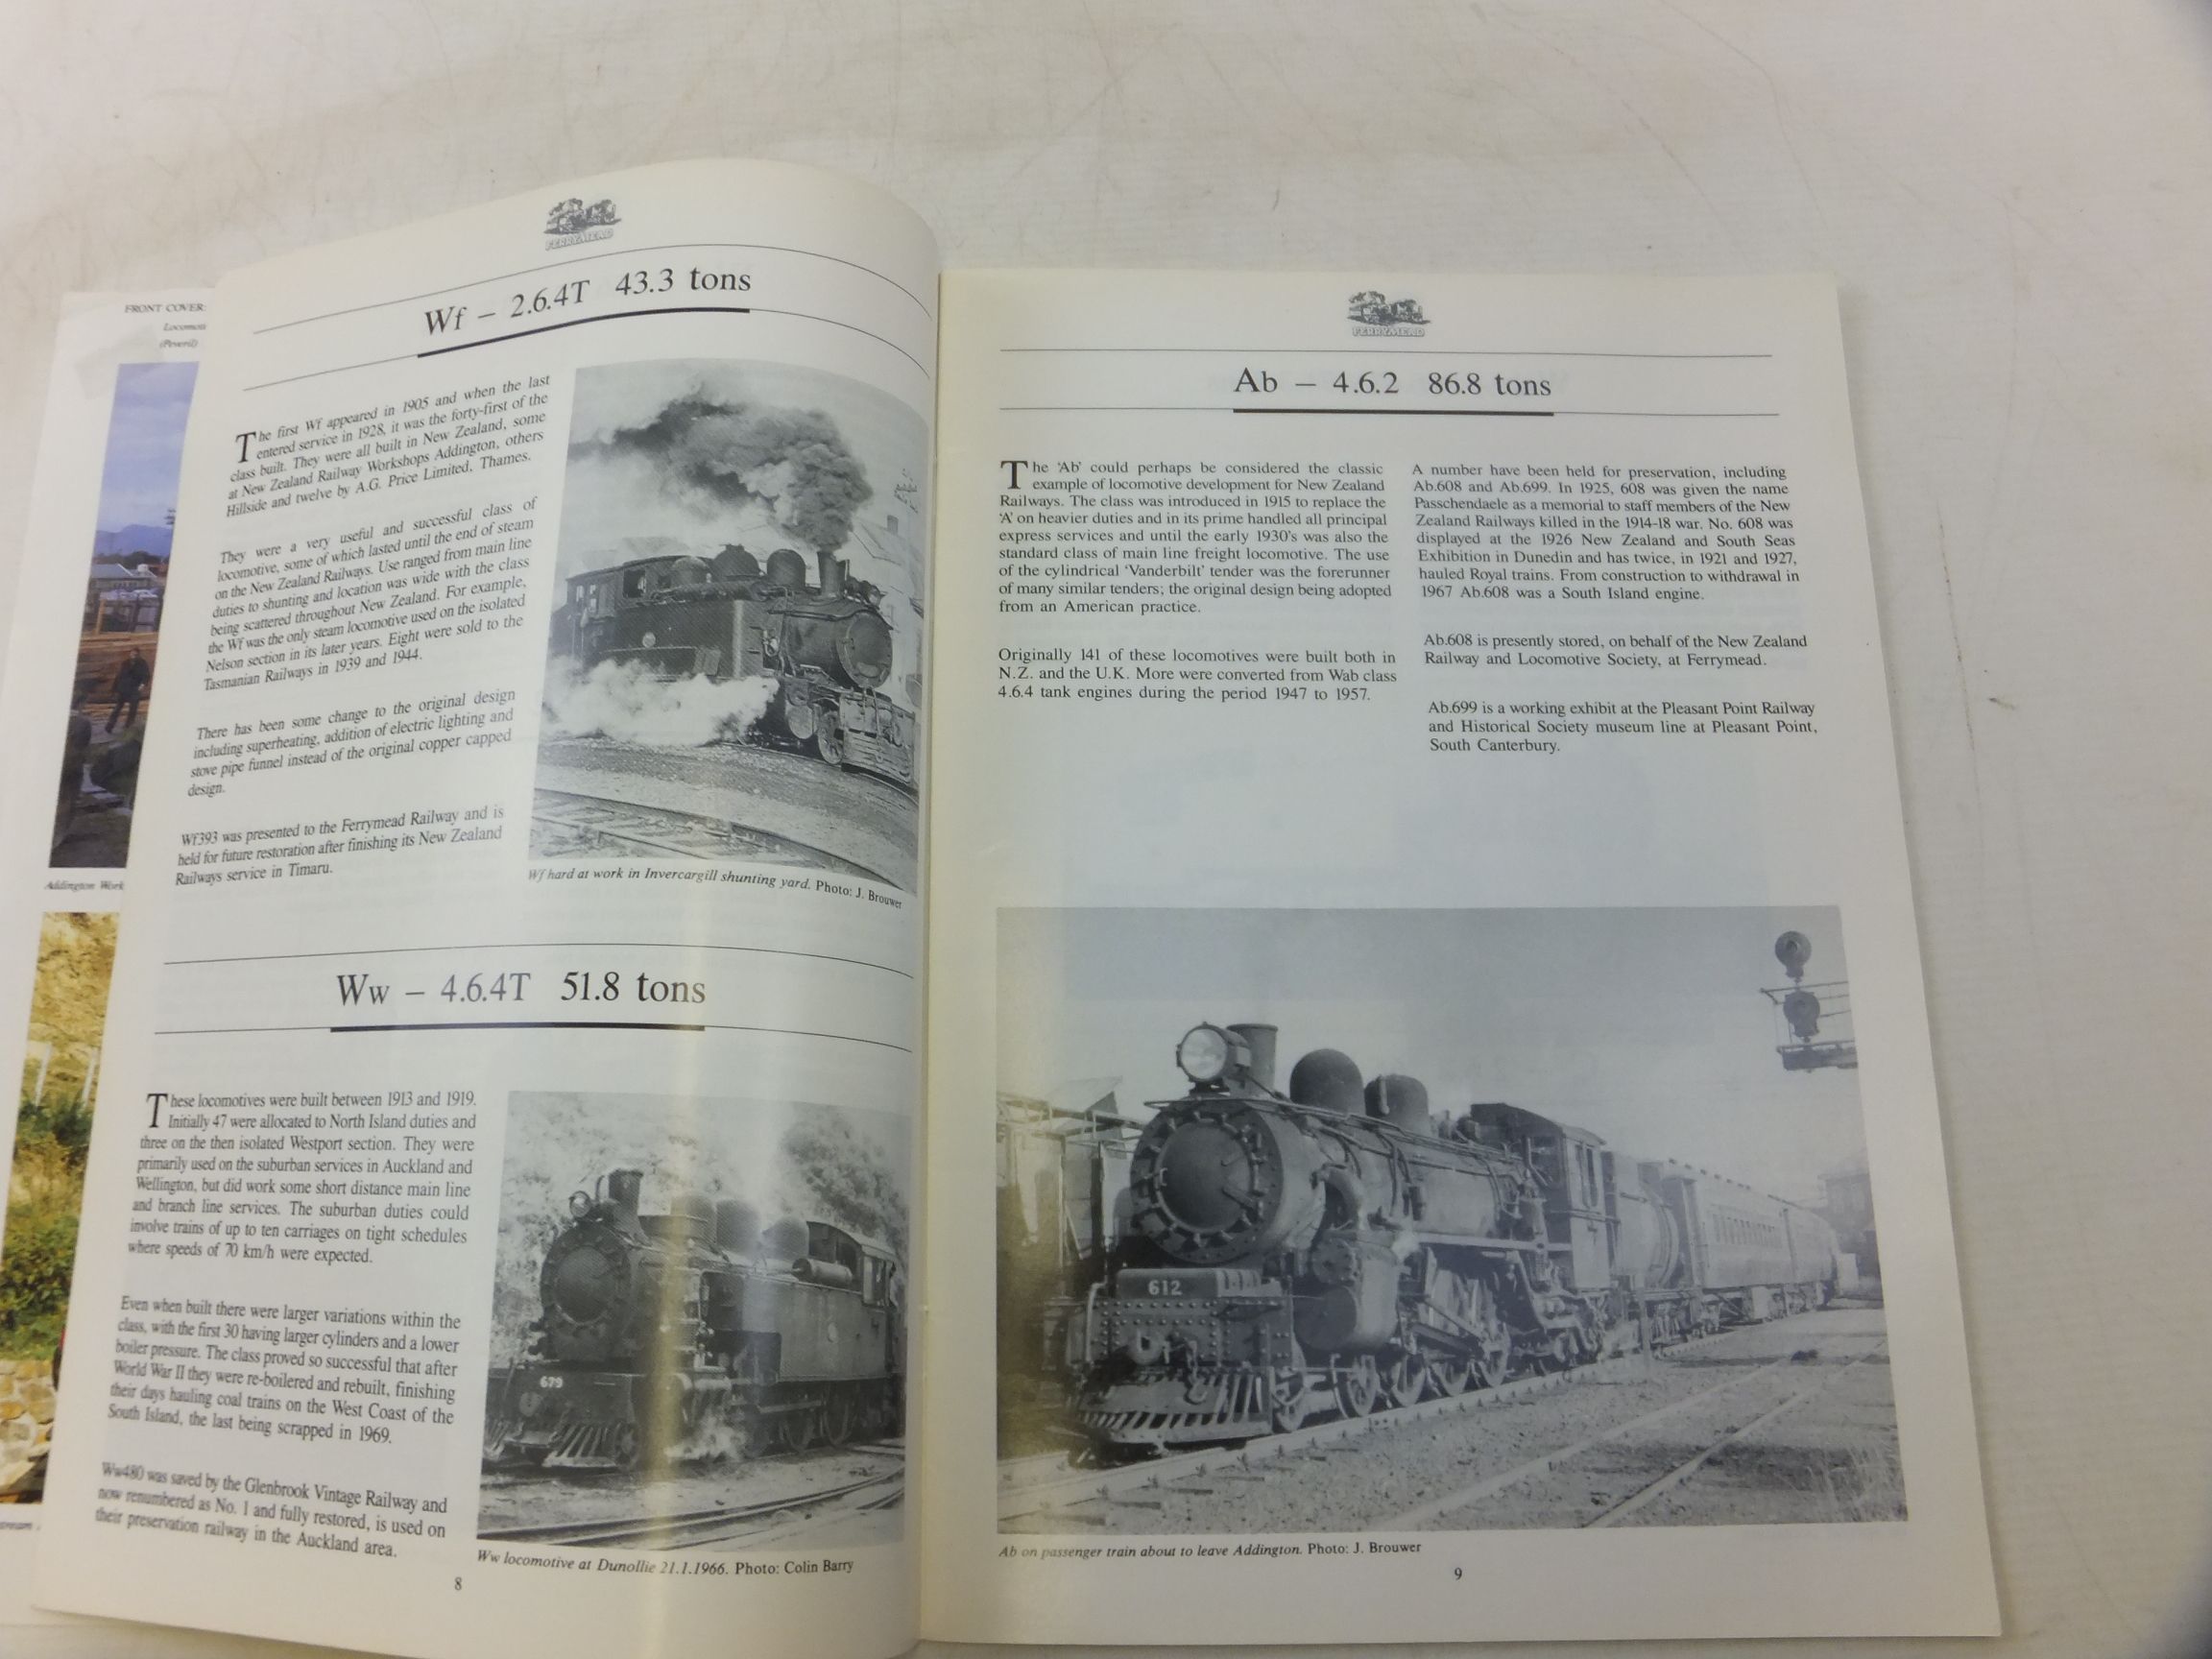 FRONT COVER:
Locomoti
(Peveril)
Addington Work
FERRYMEAD
Wf – 2.6.4T 43.3 tons
The first Wf appeared in 1905 and when the last
entered service in 1928, it was the forty-first of the
class built. They were all built in New Zealand, some
at New Zealand Railway Workshops Addington, others
Hillside and twelve by A.G. Price Limited, Thames.
They were a very useful and successful class of
locomotive, some of which lasted until the end of steam
on the New Zealand Railways. Use ranged from main line
duties to shunting and location was wide with the class
being scattered throughout New Zealand. For example,
the Wf was the only steam locomotive used on the isolated
Nelson section in its later years. Eight were sold to the
Tasmanian Railways in 1939 and 1944.
There has been some change to the original design
including superheating, addition of electric lighting and
stove pipe funnel instead of the original copper capped
design.
Wf393 was presented to the Ferrymead Railway and is
held for future restoration after finishing its New Zealand
Railways service in Timaru.
Wf hard at work in Invercargill shunting yard. Photo: J. Brouwer
Ww – 4.6.4T 51.8 tons
These locomotives were built between 1913 and 1919.
Initially 47 were allocated to North Island duties and
three on the then isolated Westport section. They were
primarily used on the suburban services in Auckland and
Wellington, but did work some short distance main line
and branch line services. The suburban duties could
involve trains of up to ten carriages on tight schedules
where speeds of 70 km/h were expected.
Even when built there were larger variations within the
class, with the first 30 having larger cylinders and a lower
boiler pressure. The class proved so successful that after
World War II they were re-boilered and rebuilt, finishing
their days hauling coal trains on the West Coast of the
South Island, the last being scrapped in 1969.
Ww480 was saved by the Glenbrook Vintage Railway and
now renumbered as No. 1 and fully restored, is used on
their preservation railway in the Auckland area.
679
Ww locomotive at Dunollie 21.1.1966. Photo: Colin Barry
8
FERRYMEAD
Ab – 4.6.2 86.8 tons
The 'Ab' could perhaps be considered the classic
example of locomotive development for New Zealand
Railways. The class was introduced in 1915 to replace the
'A' on heavier duties and in its prime handled all principal
express services and until the early 1930's was also the
standard class of main line freight locomotive. The use
of the cylindrical 'Vanderbilt' tender was the forerunner
of many similar tenders; the original design being adopted
from an American practice.
Originally 141 of these locomotives were built both in
N.Z. and the U.K. More were converted from Wab class
4.6.4 tank engines during the period 1947 to 1957.
A number have been held for preservation, including
Ab.608 and Ab.699. In 1925, 608 was given the name
Passchendaele as a memorial to staff members of the New
Zealand Railways killed in the 1914-18 war. No. 608 was
displayed at the 1926 New Zealand and South Seas
Exhibition in Dunedin and has twice, in 1921 and 1927,
hauled Royal trains. From construction to withdrawal in
1967 Ab.608 was a South Island engine.
Ab.608 is presently stored, on behalf of the New Zealand
Railway and Locomotive Society, at Ferrymead.
Ab.699 is a working exhibit at the Pleasant Point Railway
and Historical Society museum line at Pleasant Point,
South Canterbury.
612
Ab on passenger train about to leave Addington. Photo: J. Brouwer
9